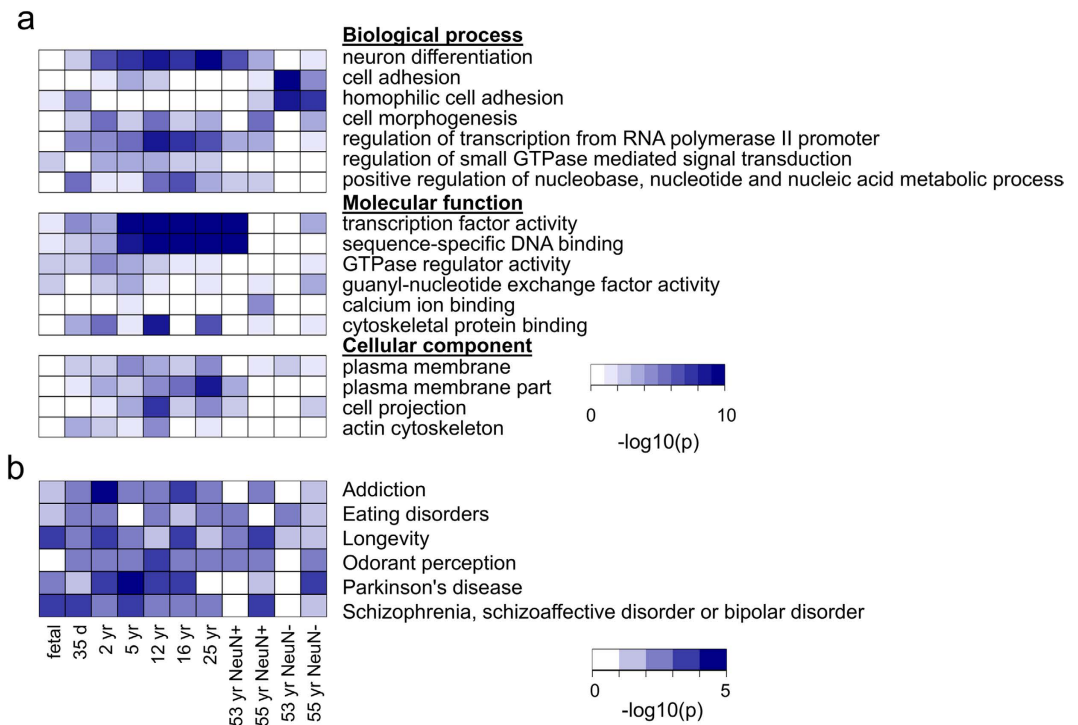 a
Biological process
neuron differentiation
cell adhesion
homophilic cell adhesion
cell morphogenesis
regulation of transcription from RNA polymerase II promoter
regulation of small GTPase mediated signal transduction
positive regulation of nucleobase, nucleotide and nucleic acid metabolic process
Molecular function
transcription factor activity
sequence-specific DNA binding
GTPase regulator activity
guanyl-nucleotide exchange factor activity
calcium ion binding
cytoskeletal protein binding
Cellular component
plasma membrane
plasma membrane part
cell projection
actin cytoskeleton
0 10
-log10(p)
b
Addiction
Eating disorders
Longevity
Odorant perception
Parkinson's disease
Schizophrenia, schizoaffective disorder or bipolar disorder
fetal
35 d
2 yr
5 yr
12 yr
16 yr
25 yr
53 yr NeuN+
55 yr NeuN+
53 yr NeuN-
55 yr NeuN-
0 5
-log10(p)